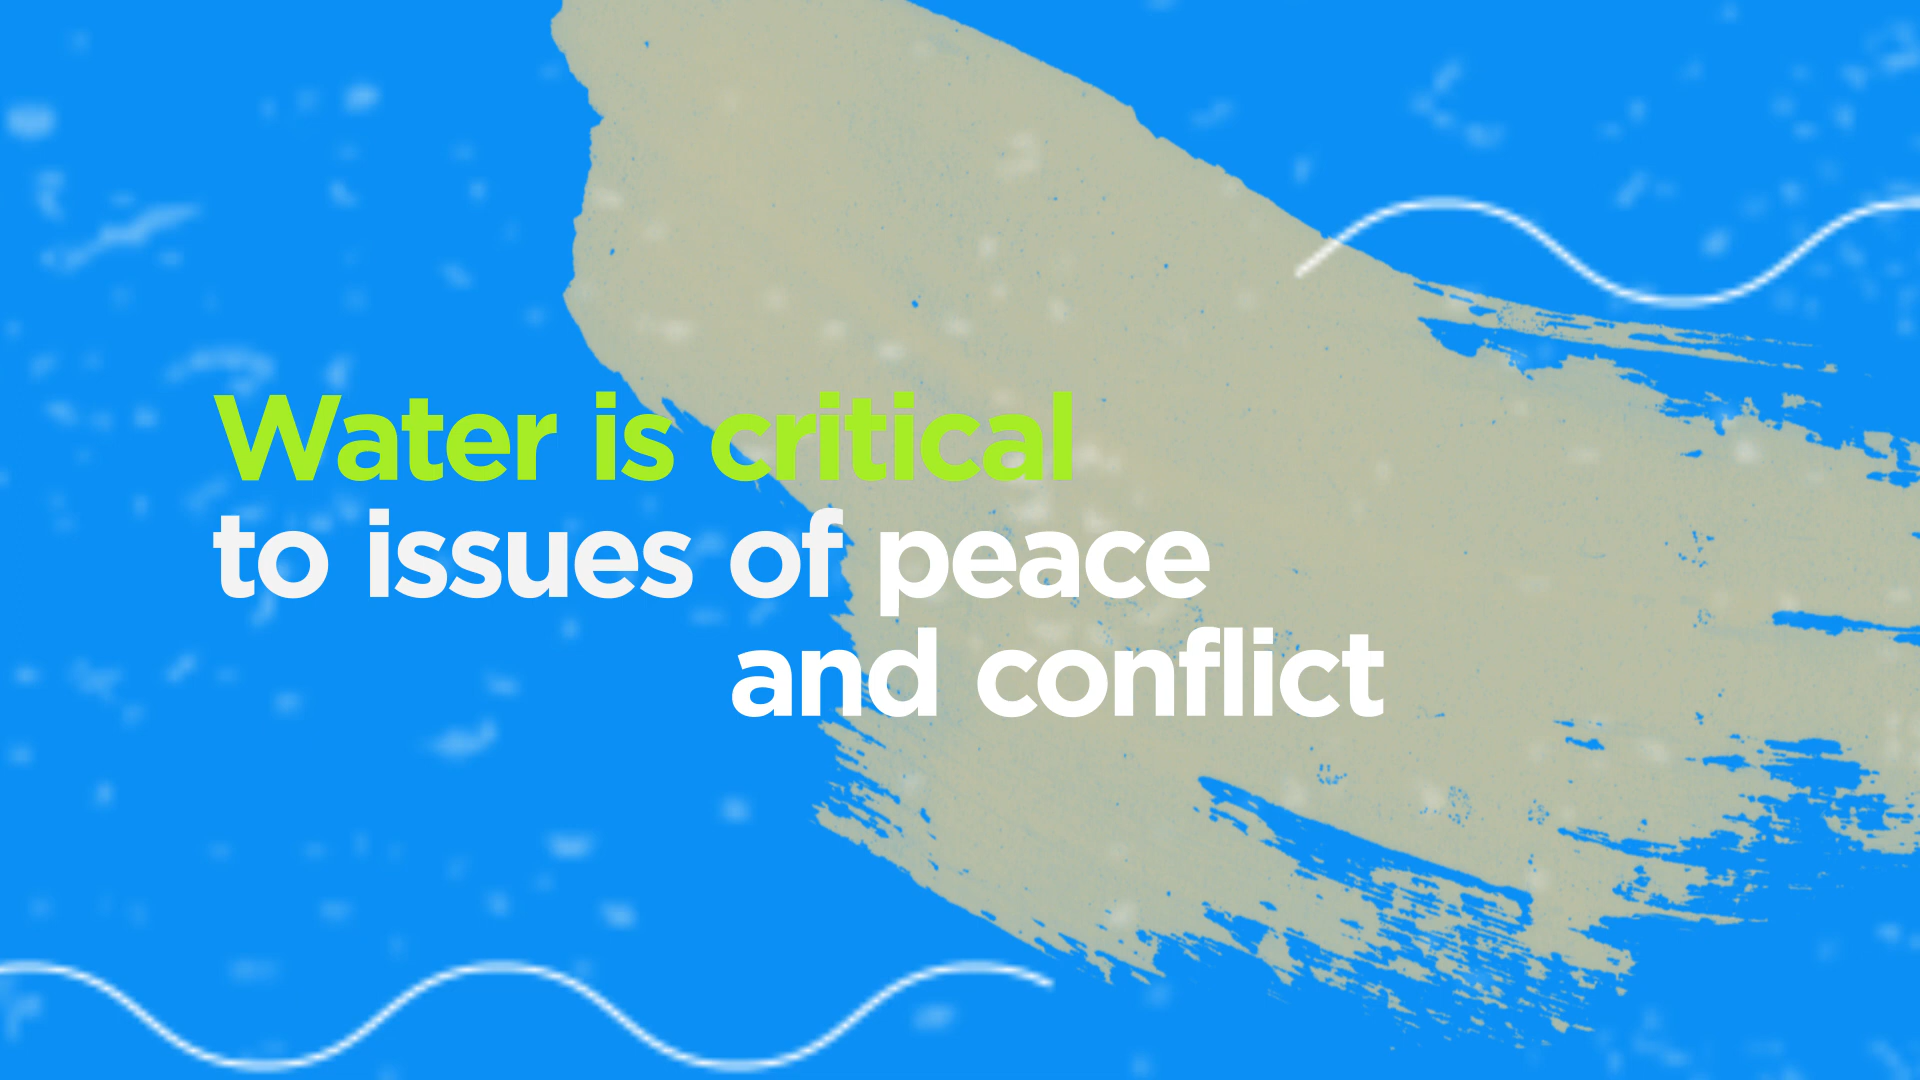 Water is critical
to issues of peace
and conflict